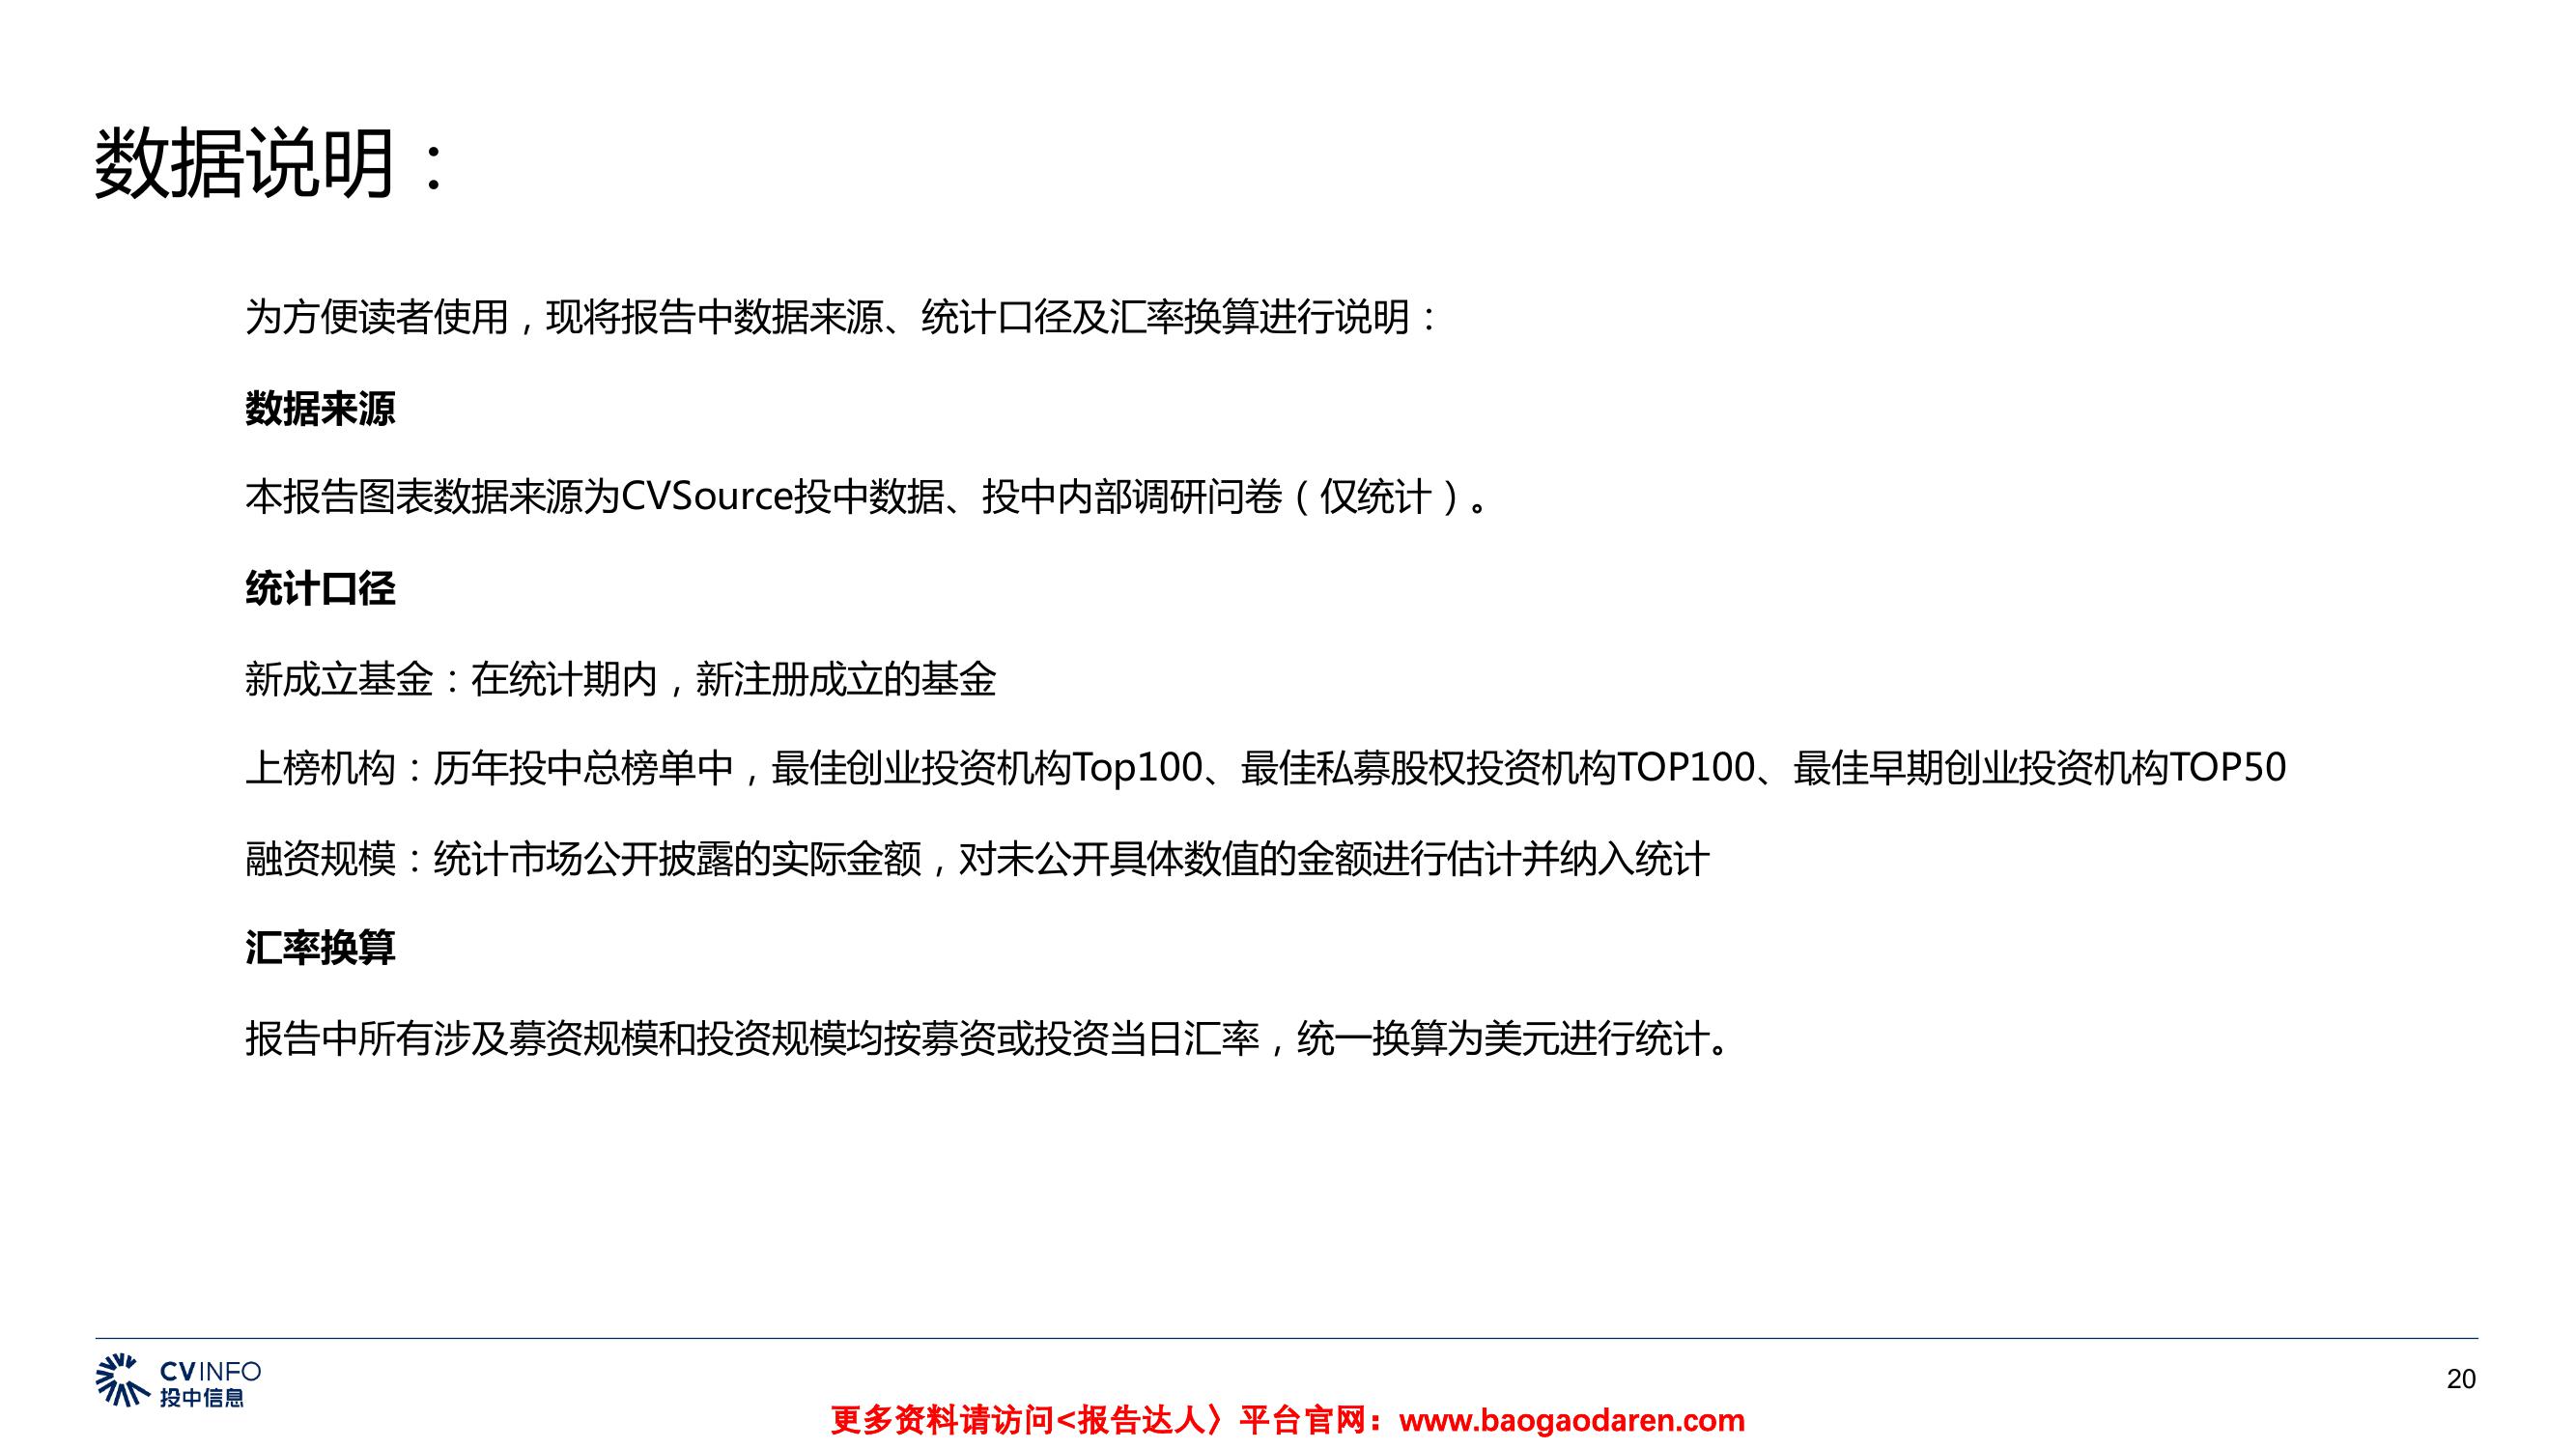 数据说明：
为方便读者使用，现将报告中数据来源、统计口径及汇率换算进行说明：
数据来源
本报告图表数据来源为CVSource投中数据、投中内部调研问卷（仅统计）。
统计口径
新成立基金：在统计期内，新注册成立的基金
上榜机构：历年投中总榜单中，最佳创业投资机构Top100、最佳私募股权投资机构TOP100、最佳早期创业投资机构TOP50
融资规模：统计市场公开披露的实际金额，对未公开具体数值的金额进行估计并纳入统计
汇率换算
报告中所有涉及募资规模和投资规模均按募资或投资当日汇率，统一换算为美元进行统计。
CVINFO
投中信息
20
更多资料请访问<报告达人〉平台官网：www.baogaodaren.com